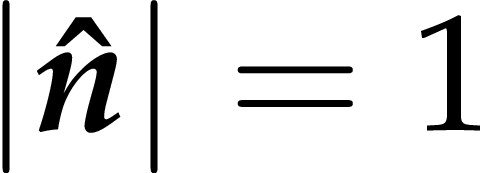 |n̂| = 1